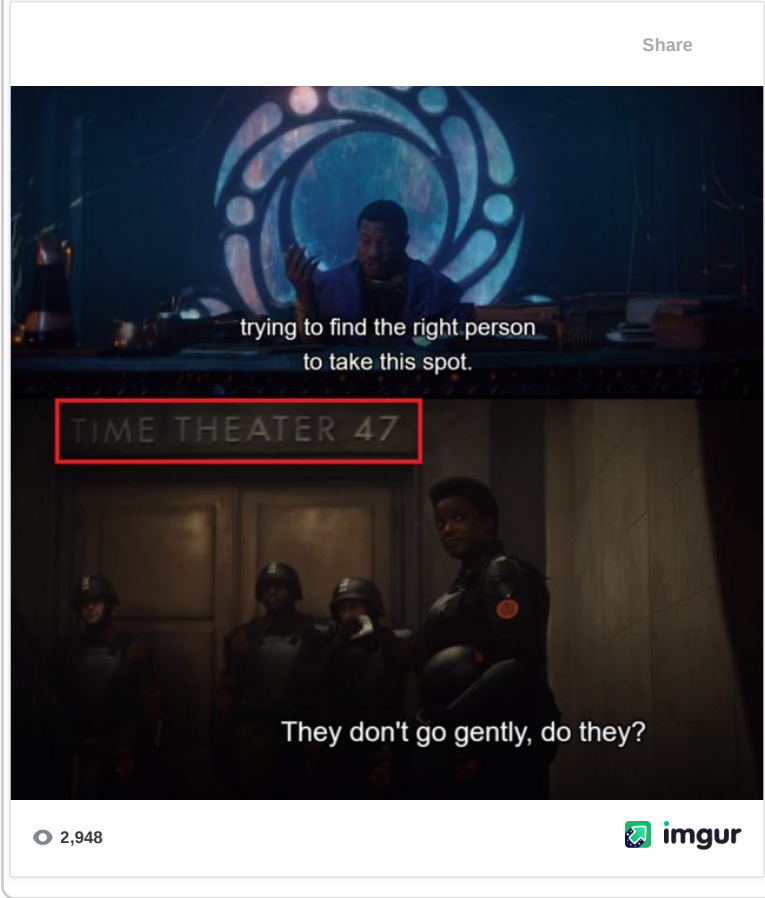 Share
trying to find the right person
to take this spot.
TIME THEATER 47
They don't go gently, do they?
2,948
imgur